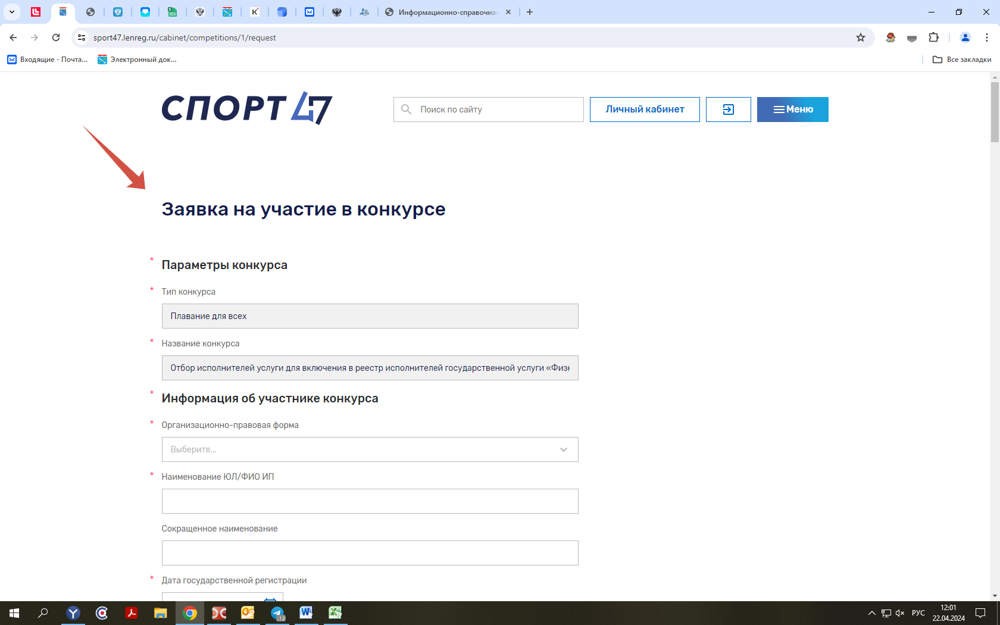 Информационно-справочна
sport47.lenreg.ru/cabinet/competitions/1/request
Входящие - Почта...
Электронный док...
Все закладки
СПОРТ 47
Поиск по сайту
Личный кабинет
Меню
Заявка на участие в конкурсе
* Параметры конкурса
* Тип конкурса
Плавание для всех
* Название конкурса
Отбор исполнителей услуги для включения в реестр исполнителей государственной услуги «Физ
* Информация об участнике конкурса
* Организационно-правовая форма
Выберите...
* Наименование ЮЛ/ФИО ИП
Сокращенное наименование
* Дата государственной регистрации
12
РУС
12:01
22.04.2024